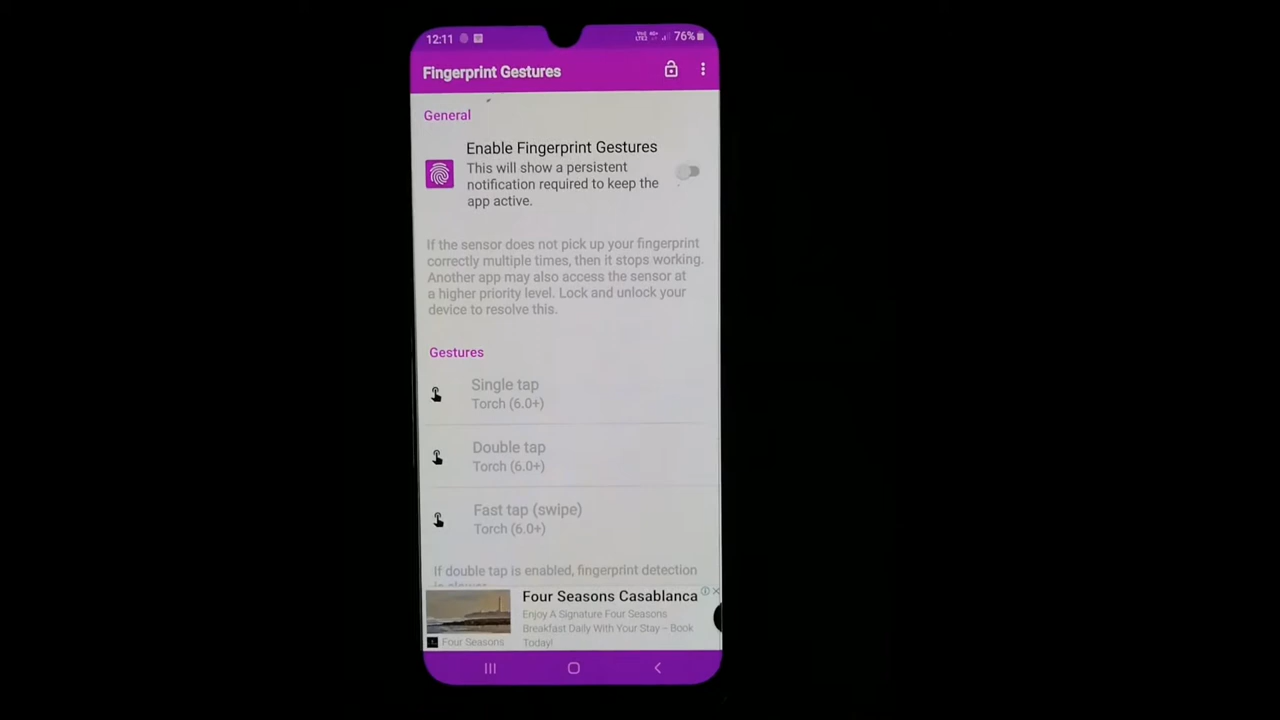 12:11
76%
Fingerprint Gestures
General
Enable Fingerprint Gestures
This will show a persistent
notification required to keep the
app active.
If the sensor does not pick up your fingerprint
correctly multiple times, then it stops working.
Another app may also access the sensor at
a higher priority level. Lock and unlock your
device to resolve this.
Gestures
Single tap
Torch (6.0+)
Double tap
Torch (6.0+)
Fast tap (swipe)
Torch (6.0+)
If double tap is enabled, fingerprint detection
Four Seasons Casablanca
Enjoy A Signature Four Seasons
Breakfast Daily With Your Stay – Book
Today!
Four Seasons